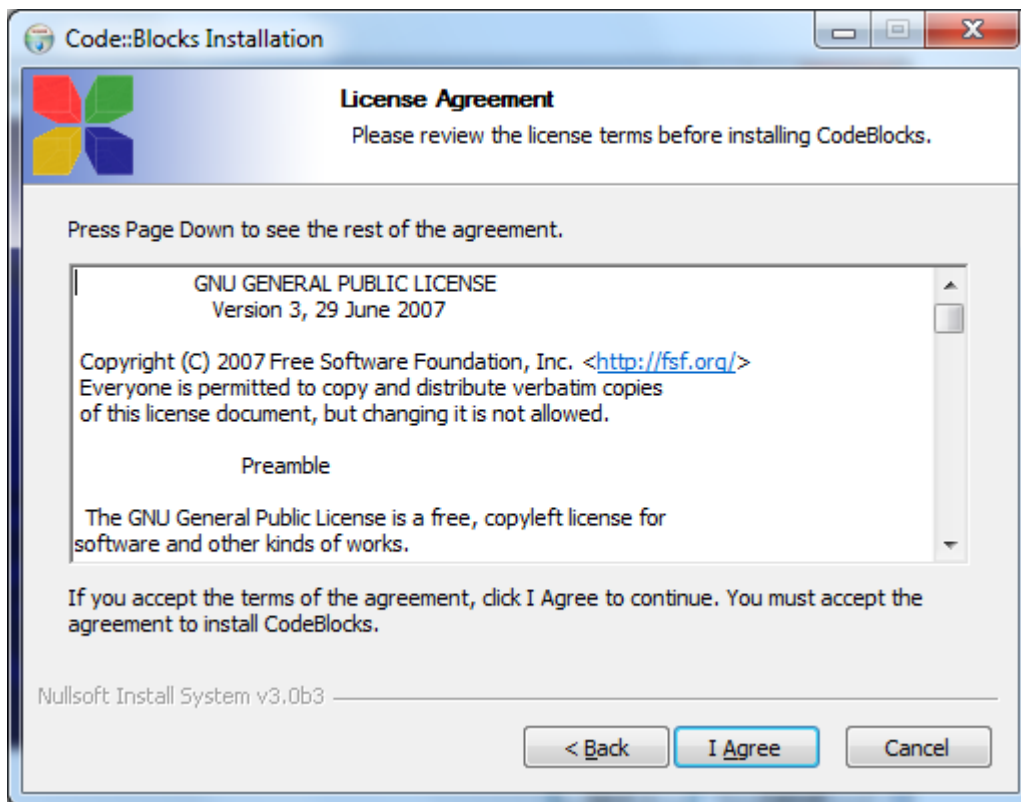 Code::Blocks Installation
License Agreement
Please review the license terms before installing CodeBlocks.
Press Page Down to see the rest of the agreement.
GNU GENERAL PUBLIC LICENSE
Version 3, 29 June 2007
Copyright (C) 2007 Free Software Foundation, Inc. <http://fsf.org/>
Everyone is permitted to copy and distribute verbatim copies
of this license document, but changing it is not allowed.
Preamble
The GNU General Public License is a free, copyleft license for
software and other kinds of works.
If you accept the terms of the agreement, click I Agree to continue. You must accept the
agreement to install CodeBlocks.
Nullsoft Install System v3.0b3
< Back I Agree Cancel